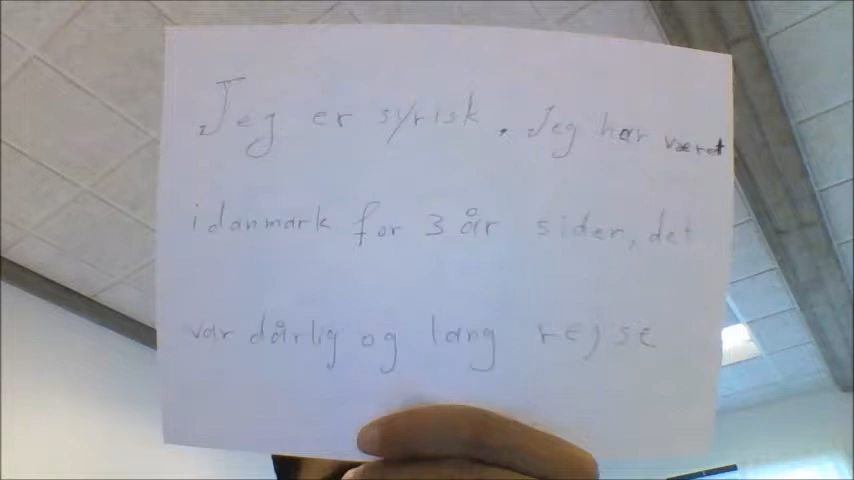 Jeg er syrisk. Jeg har været
i danmark for 3 år siden, det
var dårlig og lang rejse